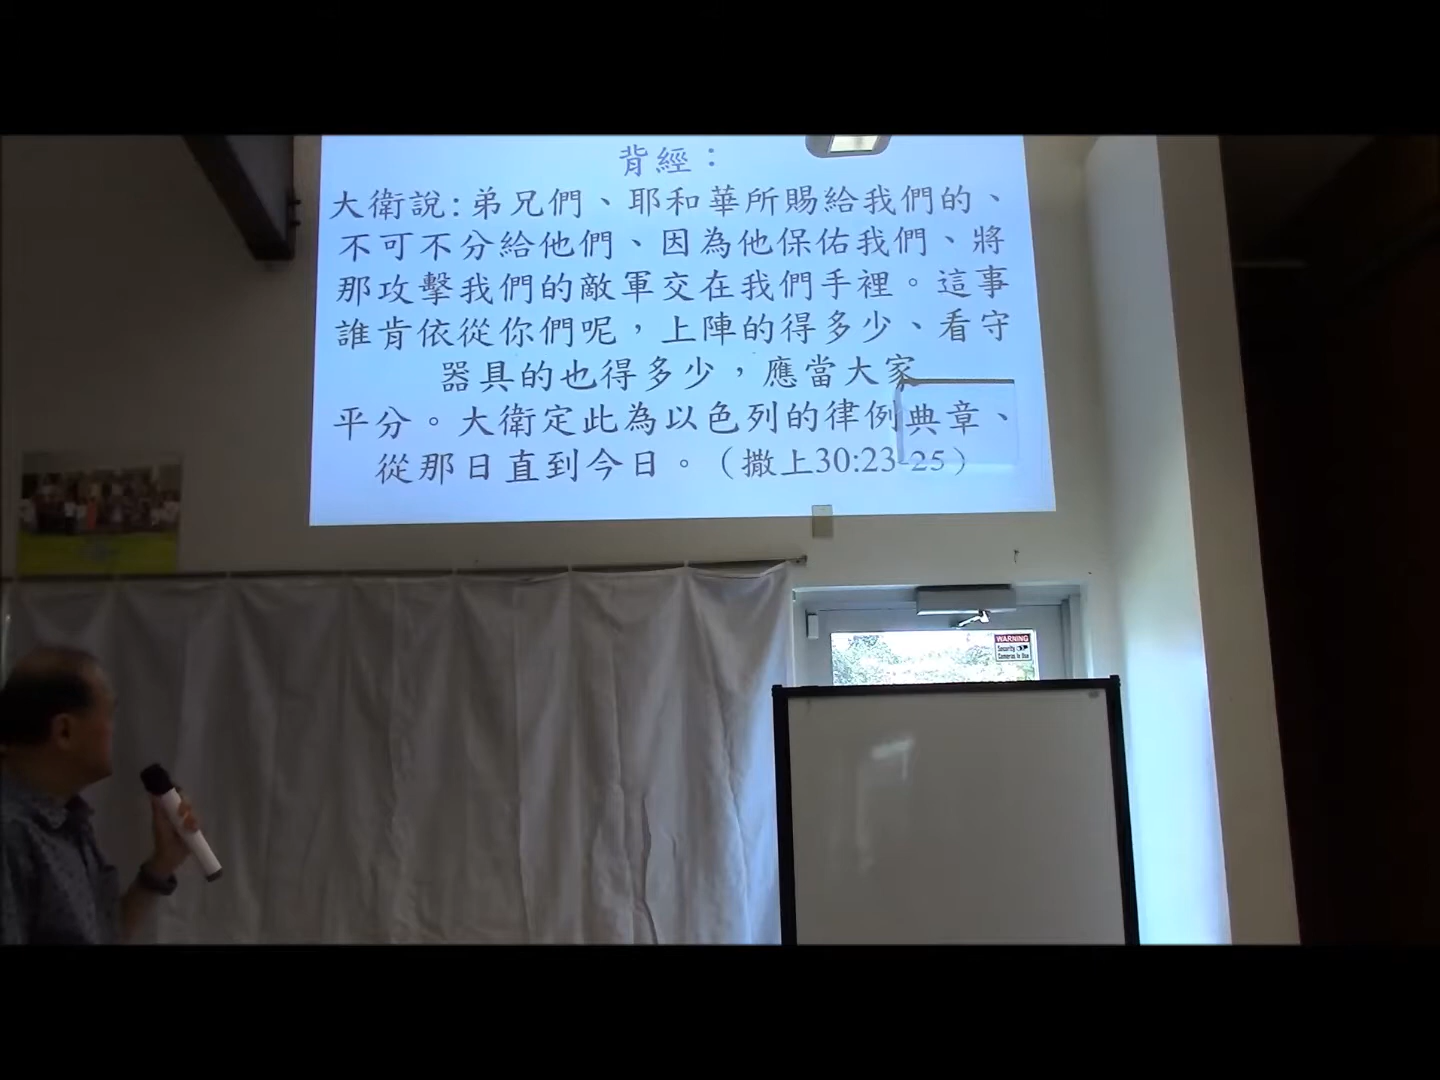 背經：
大衛說:弟兄們、耶和華所賜給我們的、
不可不分給他們、因為他保佑我們、將
那攻擊我們的敵軍交在我們手裡。這事
誰肯依從你們呢，上陣的得多少、看守
器具的也得多少，應當大家
平分。大衛定此為以色列的律例典章、
從那日直到今日。（撒上30:23-25）
WARNING
Security
Cameras In Use